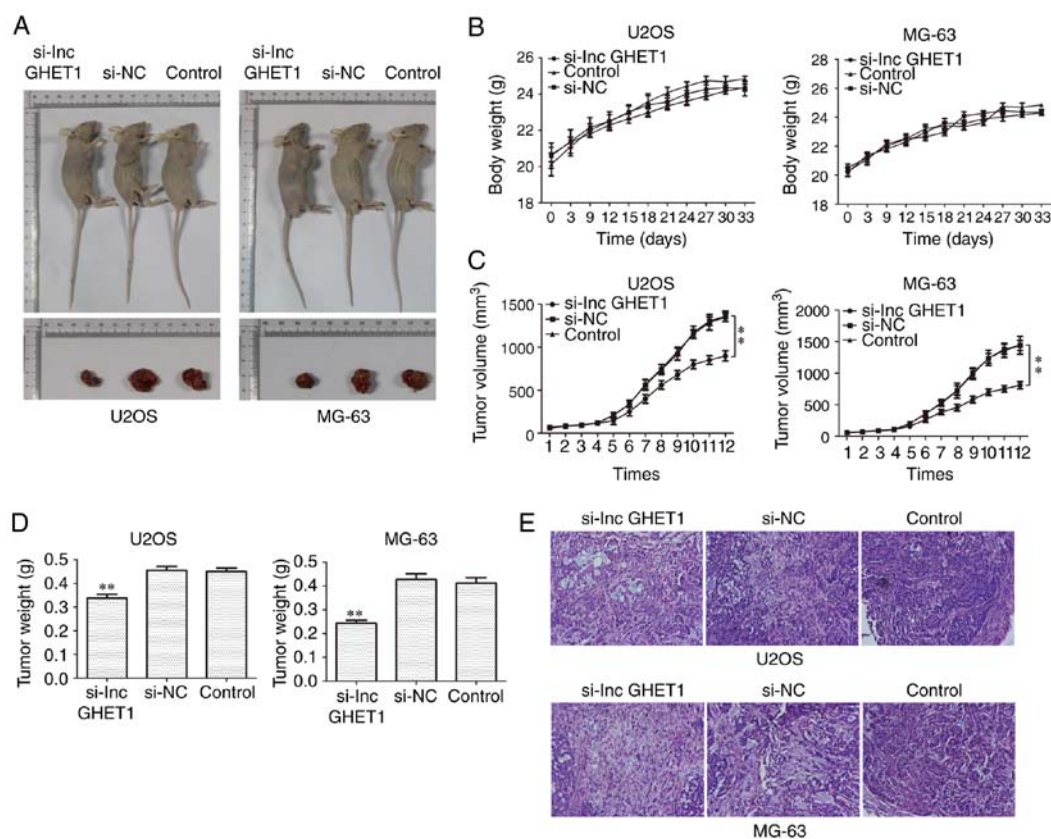 A
si-lnc
GHET1
si-NC
Control
si-lnc
GHET1
si-NC
Control
U2OS
MG-63
B
U2OS
si-lnc GHET1
Control
si-NC
Body weight (g)
26
24
22
20
18
0 3 9 12 15 18 21 24 27 30 33
Time (days)
MG-63
si-lnc GHET1
Control
si-NC
Body weight (g)
28
26
24
22
20
18
0 3 9 12 15 18 21 24 27 30 33
Time (days)
C
U2OS
si-lnc GHET1
si-NC
Control
Tumor volume (mm³)
1500
1000
500
0
**
1 2 3 4 5 6 7 8 9 10 11 12
Times
MG-63
si-lnc GHET1
si-NC
Control
Tumor volume (mm³)
2000
1500
1000
500
0
**
1 2 3 4 5 6 7 8 9 10 11 12
Times
D
U2OS
Tumor weight (g)
0.5
0.4
0.3
0.2
0.1
0.0
**
si-lnc
GHET1
si-NC
Control
MG-63
Tumor weight (g)
0.5
0.4
0.3
0.2
0.1
0.0
**
si-lnc
GHET1
si-NC
Control
E
si-lnc GHET1
si-NC
Control
U2OS
si-lnc GHET1
si-NC
Control
MG-63